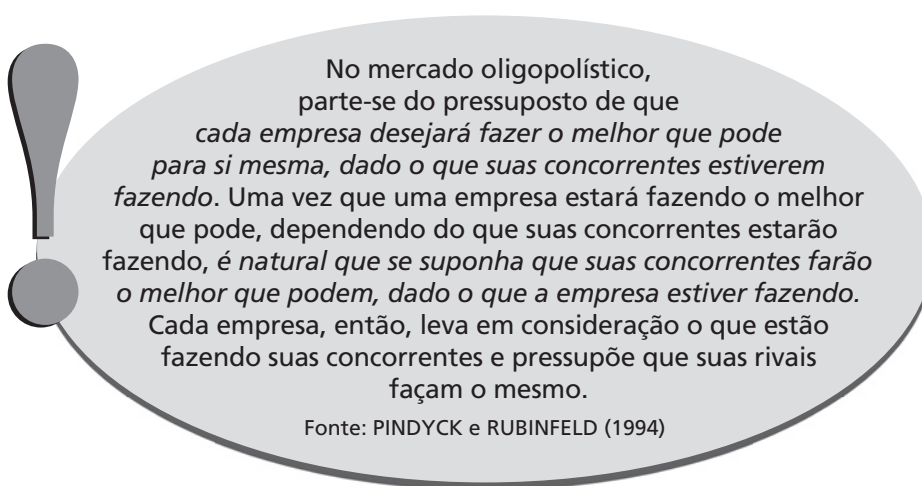 No mercado oligopolístico,
parte-se do pressuposto de que
cada empresa desejará fazer o melhor que pode
para si mesma, dado o que suas concorrentes estiverem
fazendo. Uma vez que uma empresa estará fazendo o melhor
que pode, dependendo do que suas concorrentes estarão
fazendo, é natural que se suponha que suas concorrentes farão
o melhor que podem, dado o que a empresa estiver fazendo.
Cada empresa, então, leva em consideração o que estão
fazendo suas concorrentes e pressupõe que suas rivais
façam o mesmo.
Fonte: PINDYCK e RUBINFELD (1994)